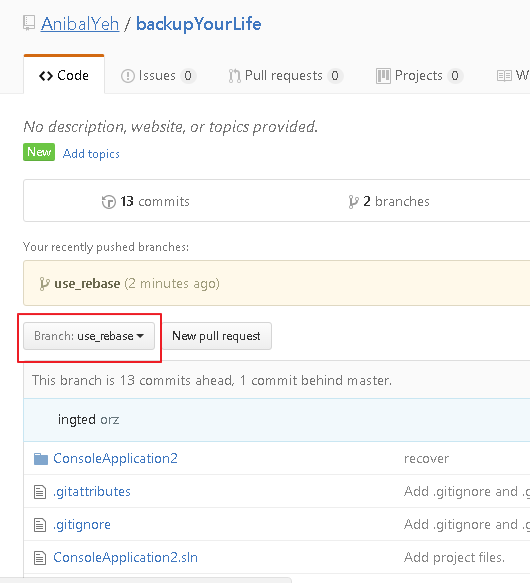 AnibalYeh / backupYourLife
Code Issues 0 Pull requests 0 Projects 0 W
No description, website, or topics provided.
New Add topics
13 commits 2 branches
Your recently pushed branches:
use_rebase (2 minutes ago)
Branch: use_rebase New pull request
This branch is 13 commits ahead, 1 commit behind master.
ingted orz
ConsoleApplication2 recover
.gitattributes Add .gitignore and .g
.gitignore Add .gitignore and .g
ConsoleApplication2.sln Add project files.